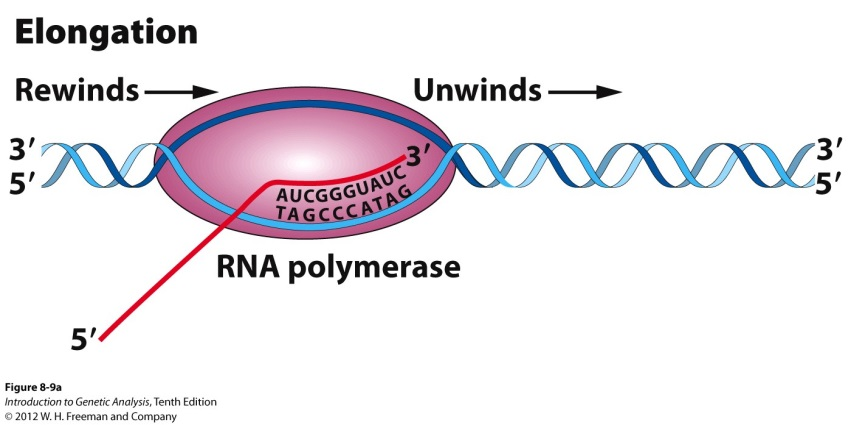 Elongation
Rewinds
Unwinds
3′
5′
3′
3′
5′
AUCGGGUAUC
TAGCCCATAG
RNA polymerase
5′
Figure 8-9a
Introduction to Genetic Analysis, Tenth Edition
© 2012 W. H. Freeman and Company